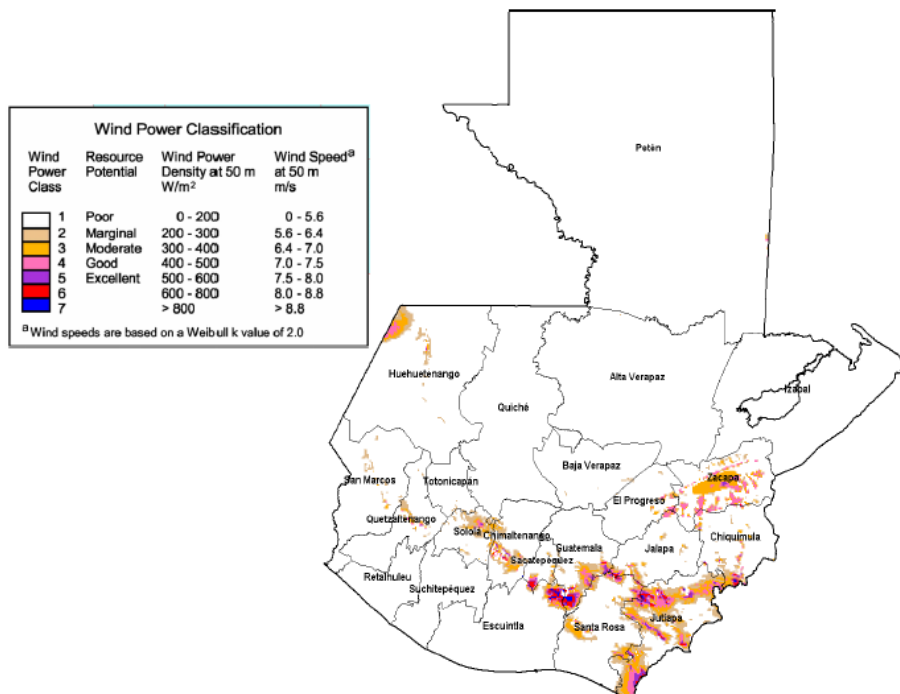 Wind Power Classification
Wind Power Class Resource Potential Wind Power Density at 50 m W/m² Wind Speedᵃ at 50 m m/s
1 Poor 0 - 200 0 - 5.6
2 Marginal 200 - 300 5.6 - 6.4
3 Moderate 300 - 400 6.4 - 7.0
4 Good 400 - 500 7.0 - 7.5
5 Excellent 500 - 600 7.5 - 8.0
6 600 - 800 8.0 - 8.8
7 > 800 > 8.8
ᵃ Wind speeds are based on a Weibull k value of 2.0
Petén
Huehuetenango
Alta Verapaz
Izabal
Quiché
Baja Verapaz
San Marcos
Totonicapán
Zacapa
El Progreso
Quetzaltenango
Sololá
Chimaltenango
Guatemala
Jalapa
Chiquimula
Sacatepéquez
Retalhuleu
Suchitepéquez
Escuintla
Santa Rosa
Jutiapa